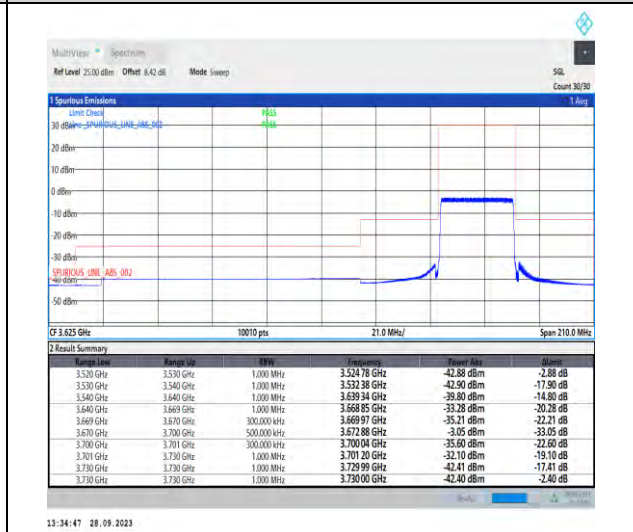 MultiView Spectrum
Ref Level 25.00 dBm Offset 8.42 dB Mode Sweep SGL
Count 30/30
1 Spurious Emissions 1 Avg
Limit Check PASS
30 dBm Line _SPURIOUS_LINE_ABS_002 PASS
20 dBm
10 dBm
0 dBm
-10 dBm
-20 dBm
-30 dBm
SPURIOUS_LINE_ABS_002
-40 dBm
-50 dBm
CF 3.625 GHz 10010 pts 21.0 MHz/ Span 210.0 MHz
2 Result Summary
Range Low Range Up RBW Frequency Power Abs ΔLimit
3.520 GHz 3.530 GHz 1.000 MHz 3.524 78 GHz -42.88 dBm -2.88 dB
3.530 GHz 3.540 GHz 1.000 MHz 3.532 38 GHz -42.90 dBm -17.90 dB
3.540 GHz 3.640 GHz 1.000 MHz 3.639 34 GHz -39.80 dBm -14.80 dB
3.640 GHz 3.669 GHz 1.000 MHz 3.668 85 GHz -33.28 dBm -20.28 dB
3.669 GHz 3.670 GHz 300.000 kHz 3.669 97 GHz -35.21 dBm -22.21 dB
3.670 GHz 3.700 GHz 500.000 kHz 3.672 88 GHz -3.05 dBm -33.05 dB
3.700 GHz 3.701 GHz 300.000 kHz 3.700 04 GHz -35.60 dBm -22.60 dB
3.701 GHz 3.730 GHz 1.000 MHz 3.701 20 GHz -32.10 dBm -19.10 dB
3.730 GHz 3.730 GHz 1.000 MHz 3.729 99 GHz -42.41 dBm -17.41 dB
3.730 GHz 3.730 GHz 1.000 MHz 3.730 00 GHz -42.40 dBm -2.40 dB
13:34:47 28.09.2023